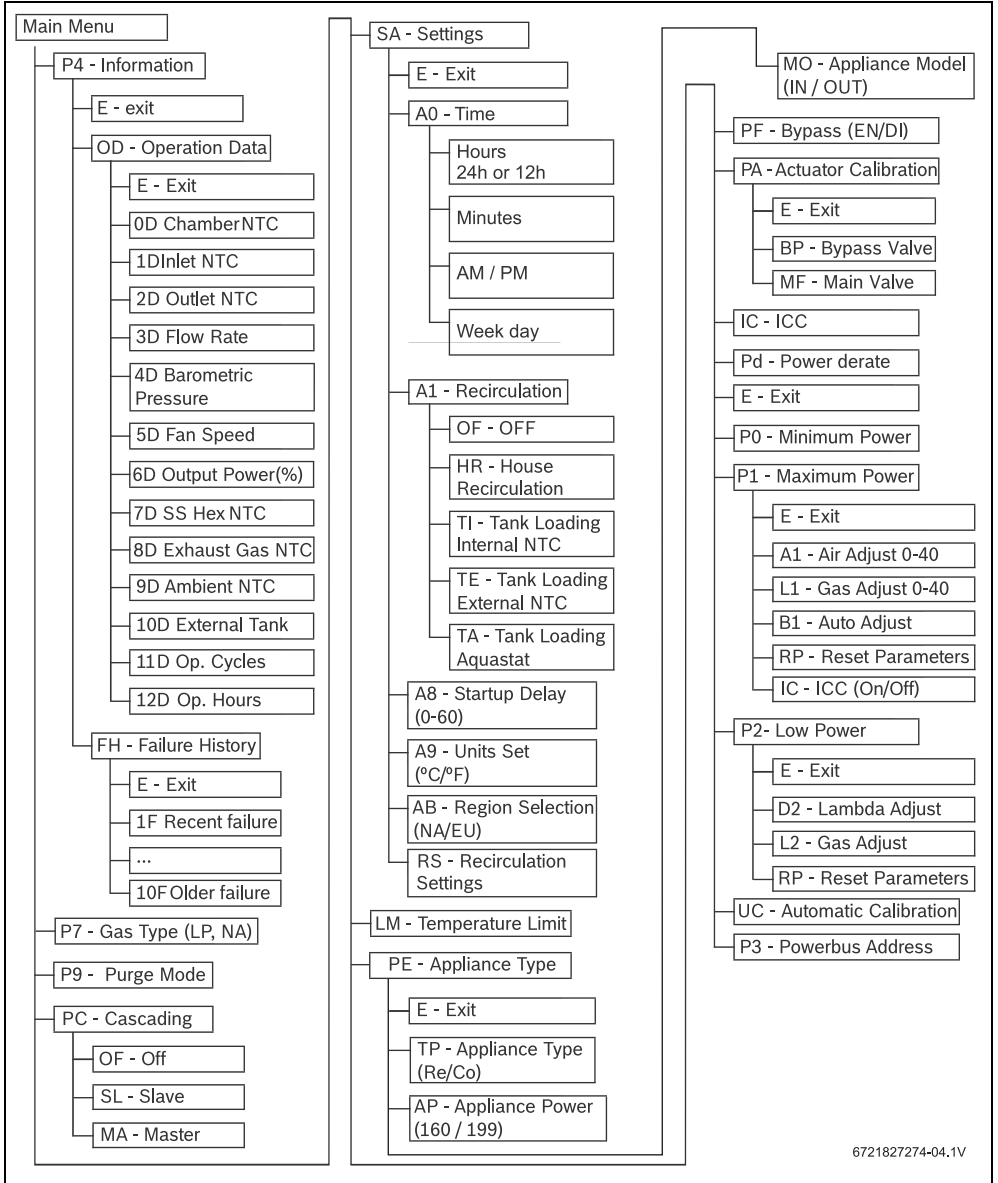 Main Menu
P4 - Information
E - exit
OD - Operation Data
E - Exit
0D ChamberNTC
1DInlet NTC
2D Outlet NTC
3D Flow Rate
4D Barometric
Pressure
5D Fan Speed
6D Output Power(%)
7D SS Hex NTC
8D Exhaust Gas NTC
9D Ambient NTC
10D External Tank
11D Op. Cycles
12D Op. Hours
FH - Failure History
E - Exit
1F Recent failure
...
10F Older failure
P7 - Gas Type (LP, NA)
P9 - Purge Mode
PC - Cascading
OF - Off
SL - Slave
MA - Master
SA - Settings
E - Exit
A0 - Time
Hours
24h or 12h
Minutes
AM / PM
Week day
A1 - Recirculation
OF - OFF
HR - House
Recirculation
TI - Tank Loading
Internal NTC
TE - Tank Loading
External NTC
TA - Tank Loading
Aquastat
A8 - Startup Delay
(0-60)
A9 - Units Set
(ºC/ºF)
AB - Region Selection
(NA/EU)
RS - Recirculation
Settings
LM - Temperature Limit
PE - Appliance Type
E - Exit
TP - Appliance Type
(Re/Co)
AP - Appliance Power
(160 / 199)
MO - Appliance Model
(IN / OUT)
PF - Bypass (EN/DI)
PA - Actuator Calibration
E - Exit
BP - Bypass Valve
MF - Main Valve
IC - ICC
Pd - Power derate
E - Exit
P0 - Minimum Power
P1 - Maximum Power
E - Exit
A1 - Air Adjust 0-40
L1 - Gas Adjust 0-40
B1 - Auto Adjust
RP - Reset Parameters
IC - ICC (On/Off)
P2- Low Power
E - Exit
D2 - Lambda Adjust
L2 - Gas Adjust
RP - Reset Parameters
UC - Automatic Calibration
P3 - Powerbus Address
6721827274-04.1V